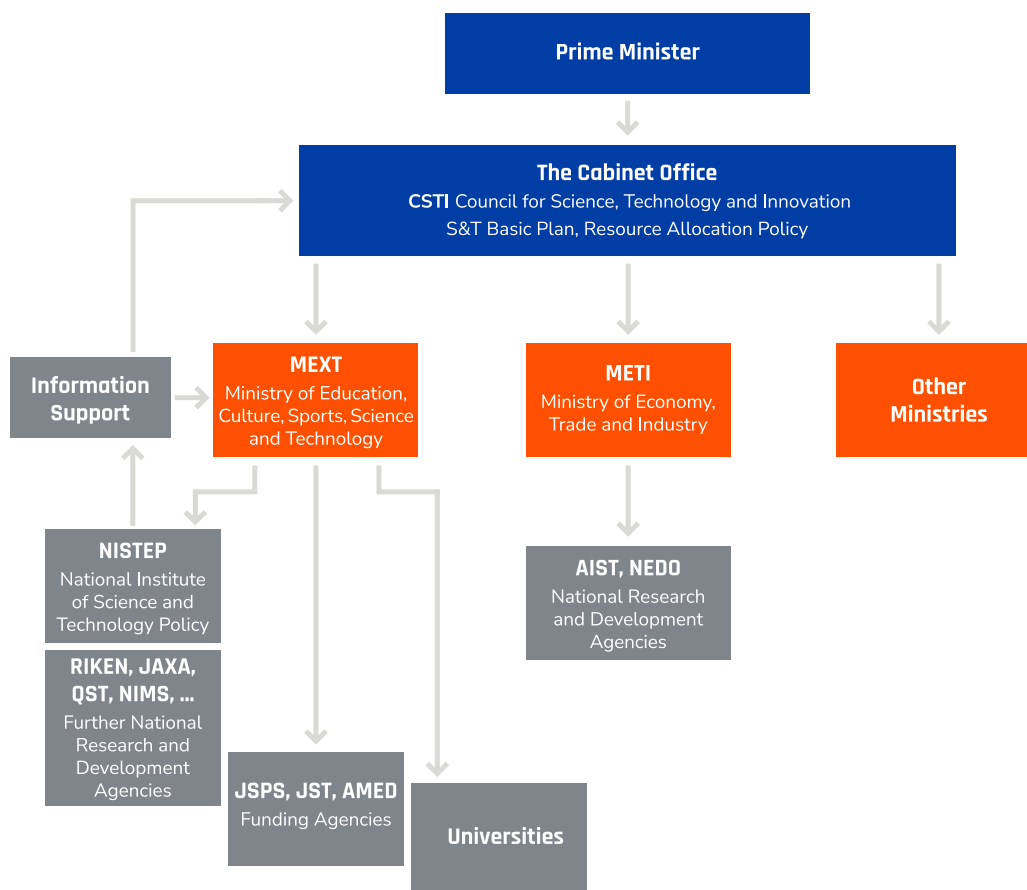 Prime Minister
The Cabinet Office
CSTI Council for Science, Technology and Innovation
S&T Basic Plan, Resource Allocation Policy
Information
Support
MEXT
Ministry of Education,
Culture, Sports, Science
and Technology
METI
Ministry of Economy,
Trade and Industry
Other
Ministries
NISTEP
National Institute
of Science and
Technology Policy
AIST, NEDO
National Research
and Development
Agencies
RIKEN, JAXA,
QST, NIMS, ...
Further National
Research and
Development
Agencies
JSPS, JST, AMED
Funding Agencies
Universities